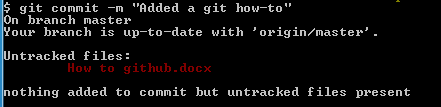 $ git commit -m "Added a git how-to"
On branch master
Your branch is up-to-date with 'origin/master'.
Untracked files:
How to github.docx
nothing added to commit but untracked files present